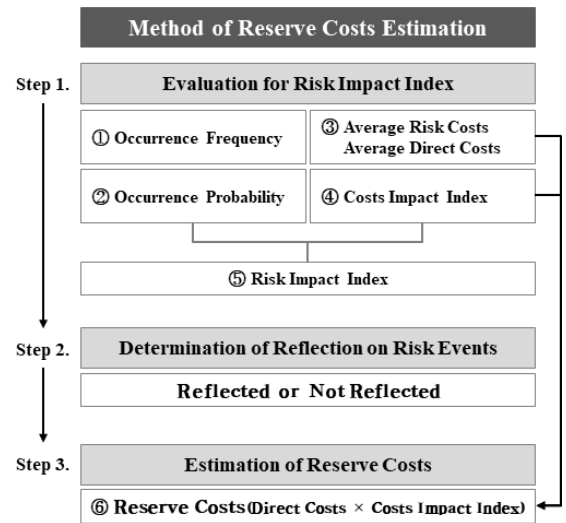 Method of Reserve Costs Estimation
Step 1.
Evaluation for Risk Impact Index
① Occurrence Frequency
③ Average Risk Costs
Average Direct Costs
② Occurrence Probability
④ Costs Impact Index
⑤ Risk Impact Index
Step 2.
Determination of Reflection on Risk Events
Reflected or Not Reflected
Step 3.
Estimation of Reserve Costs
⑥ Reserve Costs(Direct Costs × Costs Impact Index)